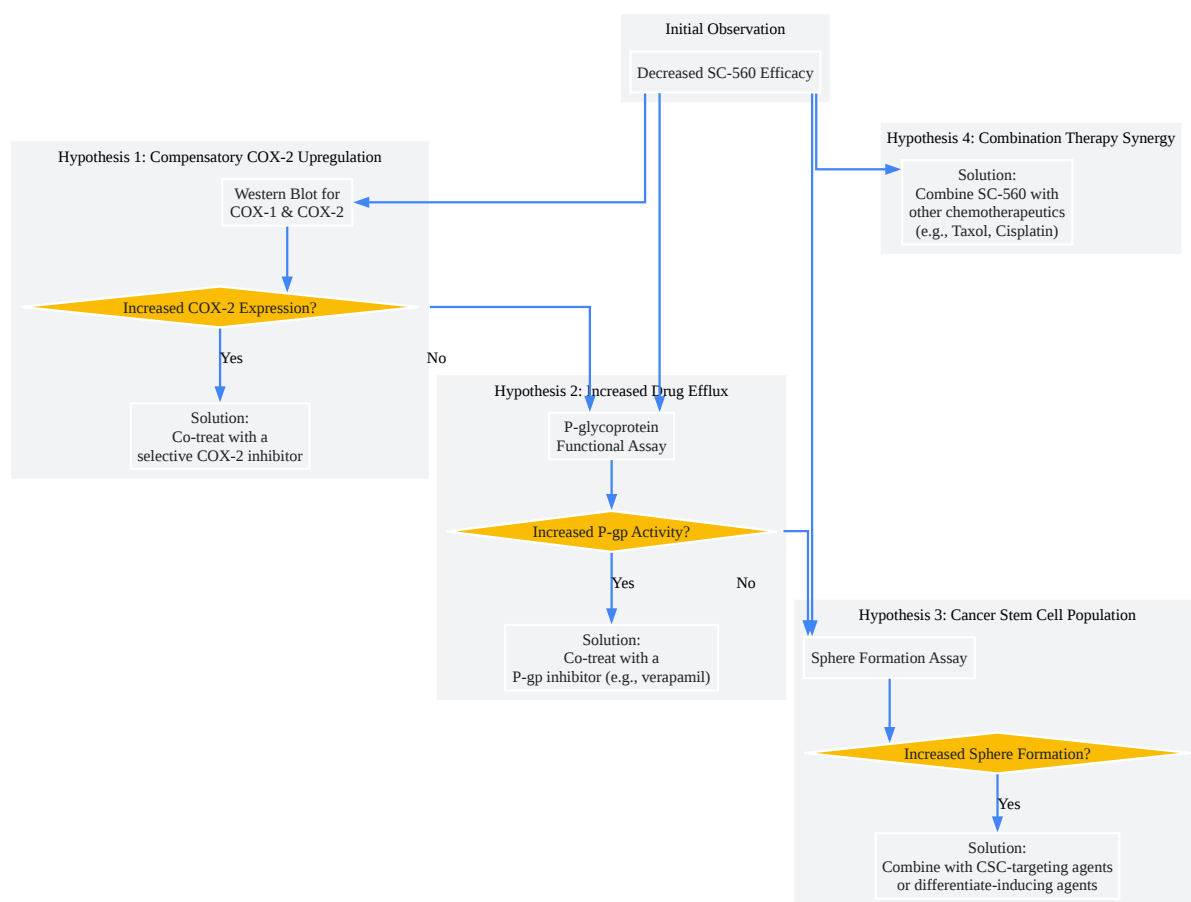 Initial Observation
Decreased SC-560 Efficacy
Hypothesis 4: Combination Therapy Synergy
Solution:
Combine SC-560 with
other chemotherapeutics
(e.g., Taxol, Cisplatin)
Hypothesis 1: Compensatory COX-2 Upregulation
Western Blot for
COX-1 & COX-2
Increased COX-2 Expression?
Yes
No
Solution:
Co-treat with a
selective COX-2 inhibitor
Hypothesis 2: Increased Drug Efflux
P-glycoprotein
Functional Assay
Increased P-gp Activity?
Yes
No
Solution:
Co-treat with a
P-gp inhibitor (e.g., verapamil)
Hypothesis 3: Cancer Stem Cell Population
Sphere Formation Assay
Increased Sphere Formation?
Yes
Solution:
Combine with CSC-targeting agents
or differentiate-inducing agents